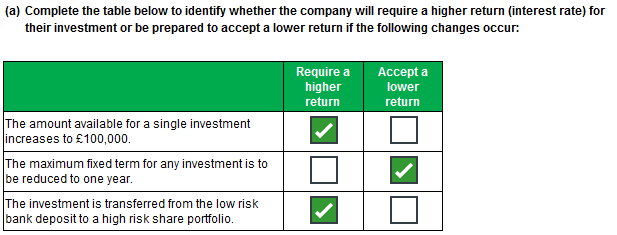 (a) Complete the table below to identify whether the company will require a higher return (interest rate) for
their investment or be prepared to accept a lower return if the following changes occur:
Require a
higher
return
Accept a
lower
return
The amount available for a single investment
increases to £100,000.
The maximum fixed term for any investment is to
be reduced to one year.
The investment is transferred from the low risk
bank deposit to a high risk share portfolio.